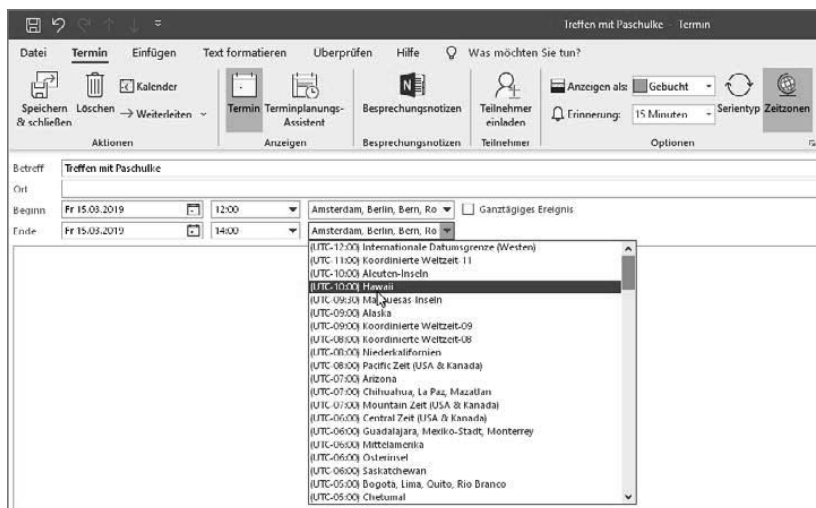 Treffen mit Paschulke – Termin
Datei Termin Einfügen Text formatieren Überprüfen Hilfe Was möchten Sie tun?
Speichern & schließen
Löschen
Kalender
Weiterleiten
Aktionen
Termin
Terminplanungs-Assistent
Anzeigen
Besprechungsnotizen
Besprechungsnotizen
Teilnehmer einladen
Teilnehmer
Anzeigen als: Gebucht
Erinnerung: 15 Minuten
Serientyp
Zeitzonen
Optionen
Betreff Treffen mit Paschulke
Ort
Beginn Fr 15.03.2019 12:00 Amsterdam, Berlin, Bern, Ro Ganztägiges Ereignis
Ende Fr 15.03.2019 14:00 Amsterdam, Berlin, Bern, Ro
(UTC-12:00) Internationale Datumsgrenze (Westen)
(UTC-11:00) Koordinierte Weltzeit-11
(UTC-10:00) Aleuten-Inseln
(UTC-10:00) Hawaii
(UTC-09:30) Marquesas-Inseln
(UTC-09:00) Alaska
(UTC-09:00) Koordinierte Weltzeit-09
(UTC-08:00) Koordinierte Weltzeit-08
(UTC-08:00) Niederkalifornien
(UTC-08:00) Pacific Zeit (USA & Kanada)
(UTC-07:00) Arizona
(UTC-07:00) Chihuahua, La Paz, Mazatlan
(UTC-07:00) Mountain Zeit (USA & Kanada)
(UTC-06:00) Central Zeit (USA & Kanada)
(UTC-06:00) Guadalajara, Mexiko-Stadt, Monterrey
(UTC-06:00) Mittelamerika
(UTC-06:00) Osterinsel
(UTC-06:00) Saskatchewan
(UTC-05:00) Bogotá, Lima, Quito, Rio Branco
(UTC-05:00) Chetumal